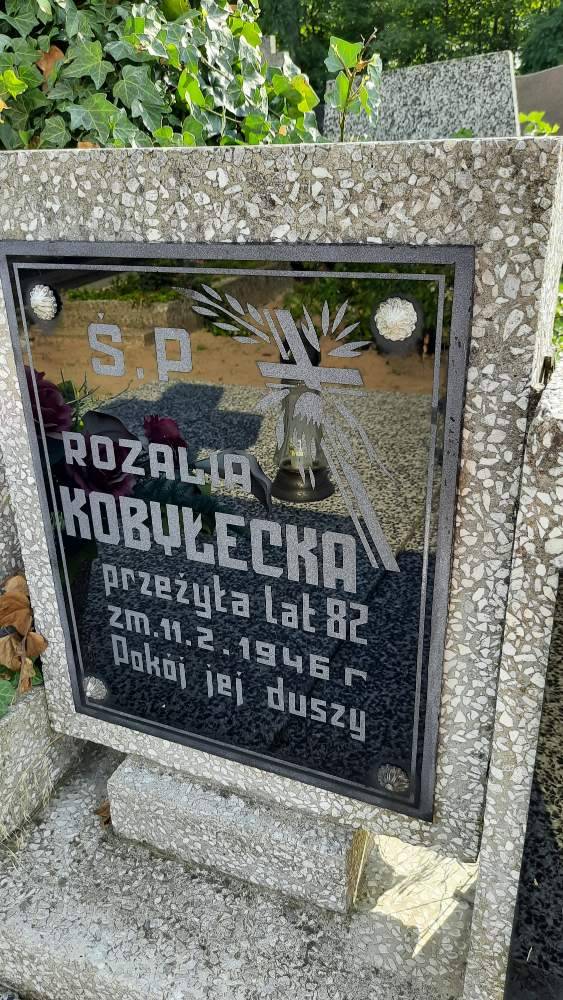 Ś.P
ROZALIA
KOBYŁECKA
przeżyła lat 82
zm. 11.2.1946 r
Pokój jej duszy